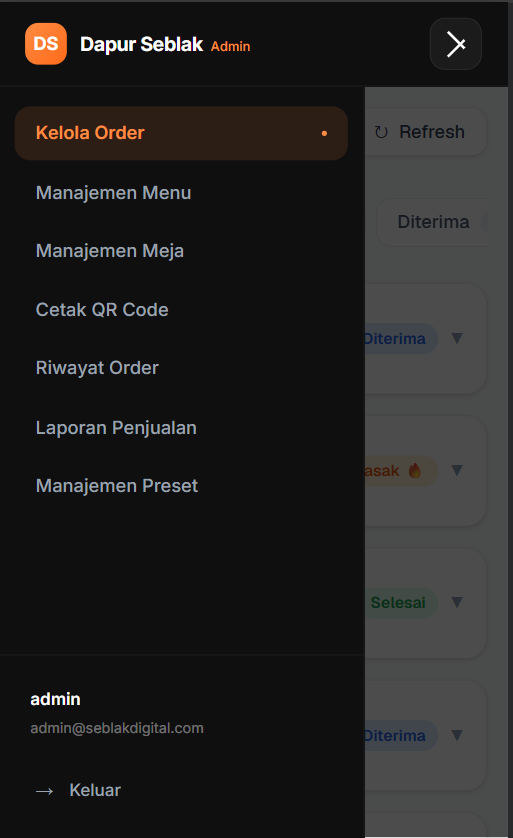 DS Dapur Seblak Admin
Kelola Order
Refresh
Manajemen Menu
Diterima
Manajemen Meja
Cetak QR Code
Diterima
Riwayat Order
Laporan Penjualan
asak
Manajemen Preset
Selesai
admin
admin@seblakdigital.com
Diterima
Keluar